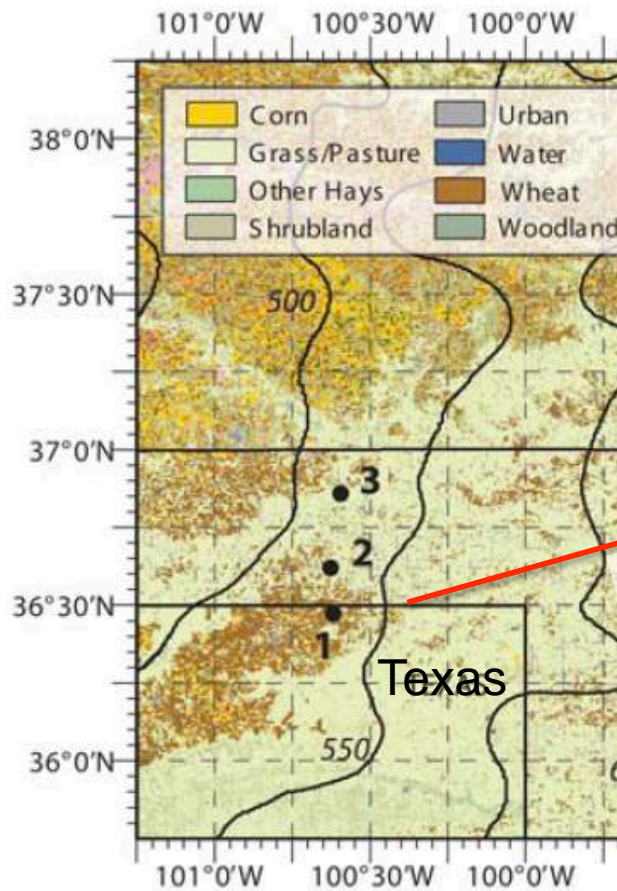 101°0'W 100°30'W 100°0'W
Corn Urban
Grass/Pasture Water
Other Hays Wheat
Shrubland Woodland
38°0'N
37°30'N
500
37°0'N
3
2
36°30'N
1
Texas
550
36°0'N
101°0'W 100°30'W 100°0'W